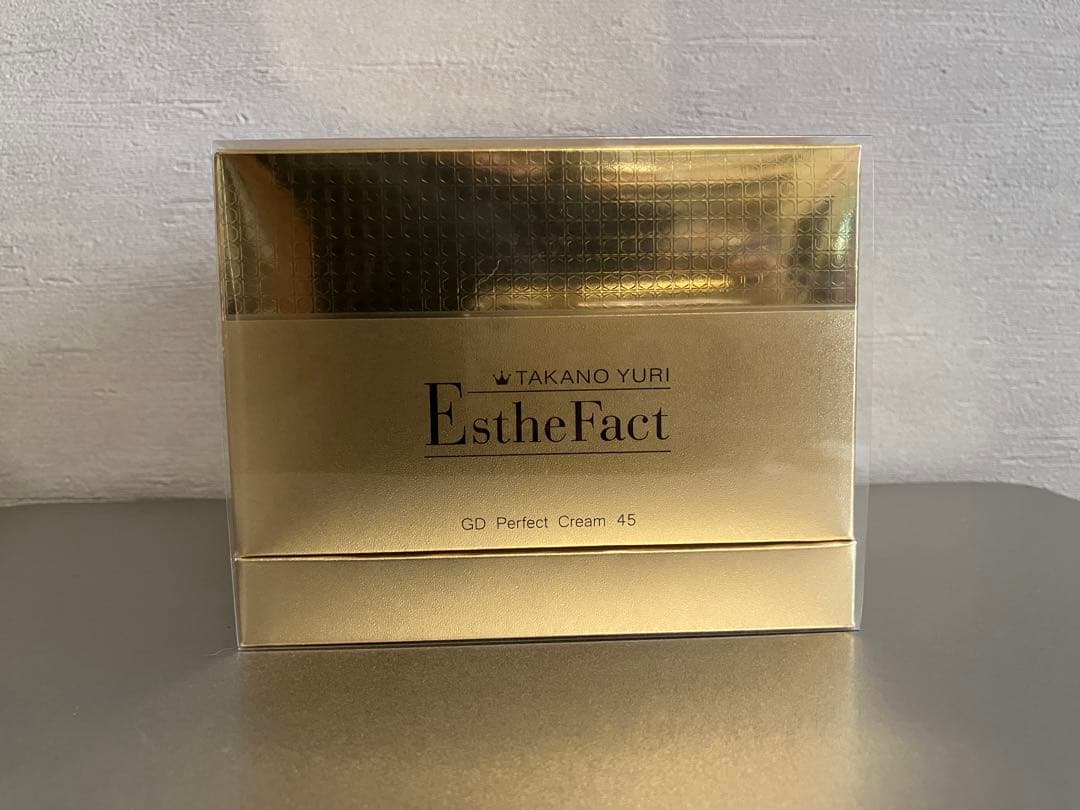 TAKANO YURI
EstheFact
GD Perfect Cream 45